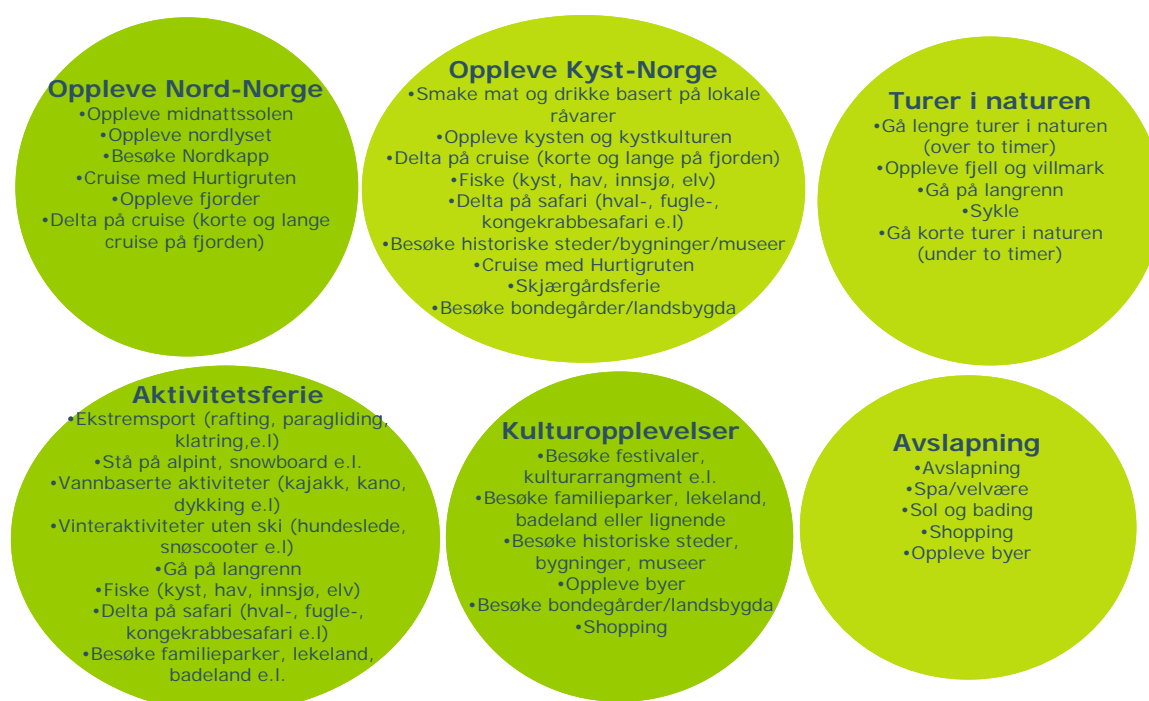 Oppleve Nord-Norge
•Oppleve midnattssolen
•Oppleve nordlyset
•Besøke Nordkapp
•Cruise med Hurtigruten
•Oppleve fjorder
•Delta på cruise (korte og lange
cruise på fjorden)
Oppleve Kyst-Norge
•Smake mat og drikke basert på lokale
råvarer
•Oppleve kysten og kystkulturen
•Delta på cruise (korte og lange på fjorden)
•Fiske (kyst, hav, innsjø, elv)
•Delta på safari (hval-, fugle-,
kongekrabbesafari e.l)
•Besøke historiske steder/bygninger/museer
•Cruise med Hurtigruten
•Skjærgårdsferie
•Besøke bondegårder/landsbygda
Turer i naturen
•Gå lengre turer i naturen
(over to timer)
•Oppleve fjell og villmark
•Gå på langrenn
•Sykle
•Gå korte turer i naturen
(under to timer)
Aktivitetsferie
•Ekstremsport (rafting, paragliding,
klatring,e.l)
•Stå på alpint, snowboard e.l.
•Vannbaserte aktiviteter (kajakk, kano,
dykking e.l)
•Vinteraktiviteter uten ski (hundeslede,
snøscooter e.l)
•Gå på langrenn
•Fiske (kyst, hav, innsjø, elv)
•Delta på safari (hval-, fugle-,
kongekrabbesafari e.l)
•Besøke familieparker, lekeland,
badeland e.l.
Kulturopplevelser
•Besøke festivaler,
kulturarrangment e.l.
•Besøke familieparker, lekeland,
badeland eller lignende
•Besøke historiske steder,
bygninger, museer
•Oppleve byer
•Besøke bondegårder/landsbygda
•Shopping
Avslapning
•Avslapning
•Spa/velvære
•Sol og bading
•Shopping
•Oppleve byer